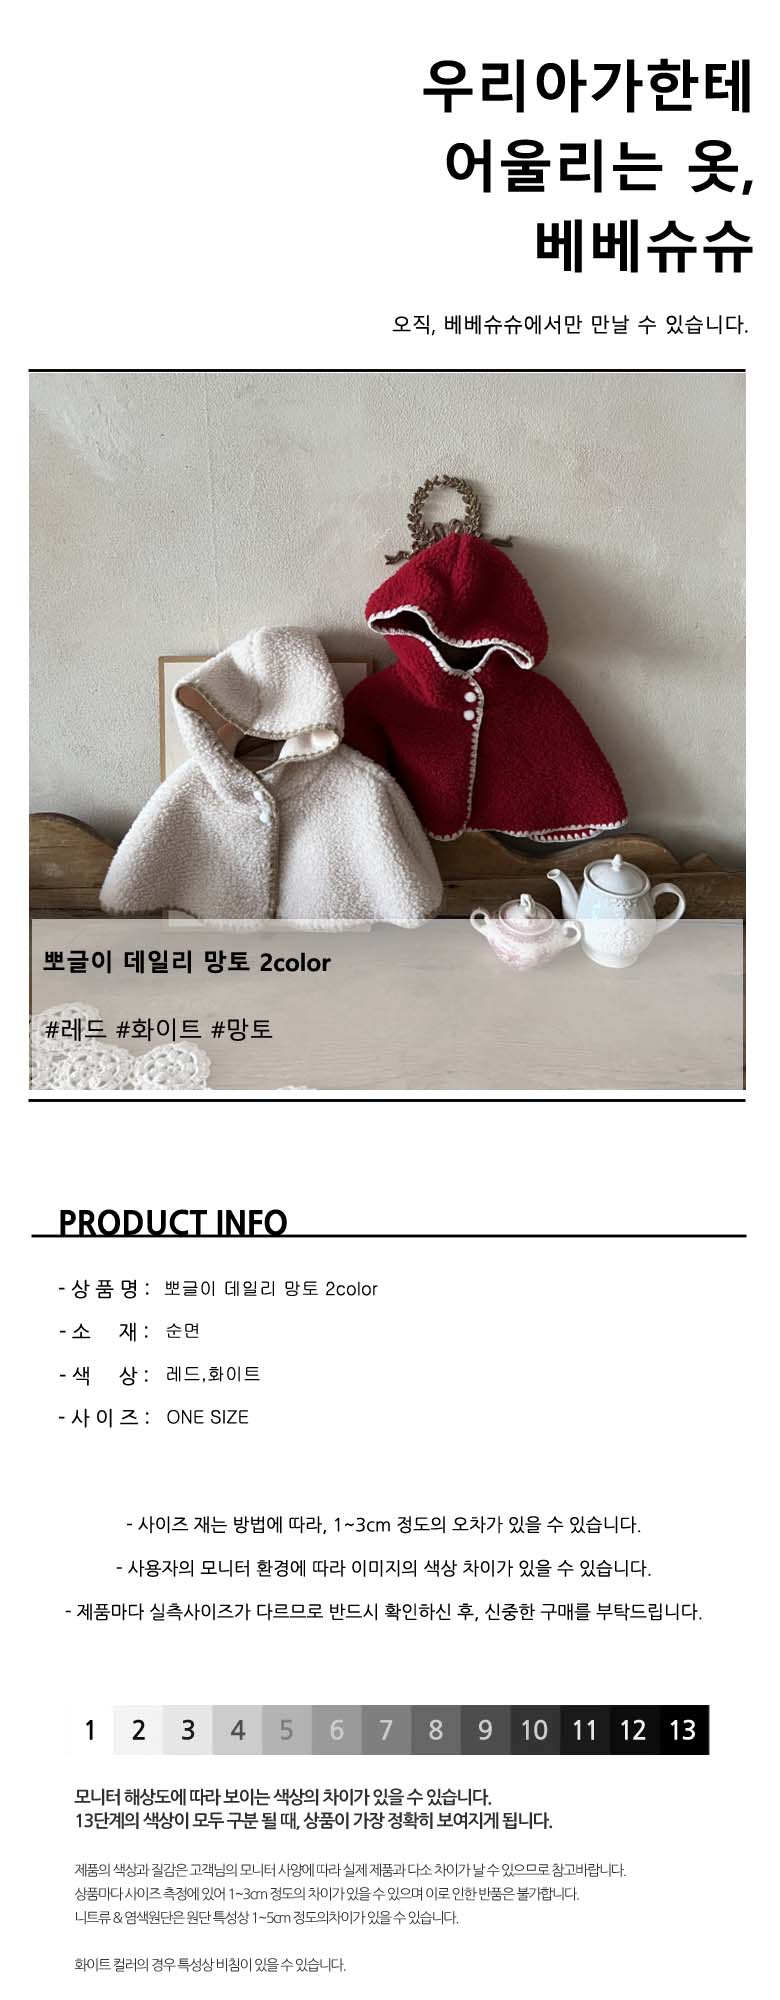 우리아가한테
어울리는 옷,
베베슈슈
오직, 베베슈슈에서만 만날 수 있습니다.
뽀글이 데일리 망토 2color
#레드 #화이트 #망토
PRODUCT INFO
- 상 품 명 : 뽀글이 데일리 망토 2color
- 소 재 : 순면
- 색 상 : 레드,화이트
- 사 이 즈 : ONE SIZE
- 사이즈 재는 방법에 따라, 1~3cm 정도의 오차가 있을 수 있습니다.
- 사용자의 모니터 환경에 따라 이미지의 색상 차이가 있을 수 있습니다.
- 제품마다 실측사이즈가 다르므로 반드시 확인하신 후, 신중한 구매를 부탁드립니다.
1 2 3 4 5 6 7 8 9 10 11 12 13
모니터 해상도에 따라 보이는 색상의 차이가 있을 수 있습니다.
13단계의 색상이 모두 구분 될 때, 상품이 가장 정확히 보여지게 됩니다.
제품의 색상과 질감은 고객님의 모니터 사양에 따라 실제 제품과 다소 차이가 날 수 있으므로 참고바랍니다.
상품마다 사이즈 측정에 있어 1~3cm 정도의 차이가 있을 수 있으며 이로 인한 반품은 불가합니다.
니트류 & 염색원단은 원단 특성상 1~5cm 정도의차이가 있을 수 있습니다.
화이트 컬러의 경우 특성상 비침이 있을 수 있습니다.